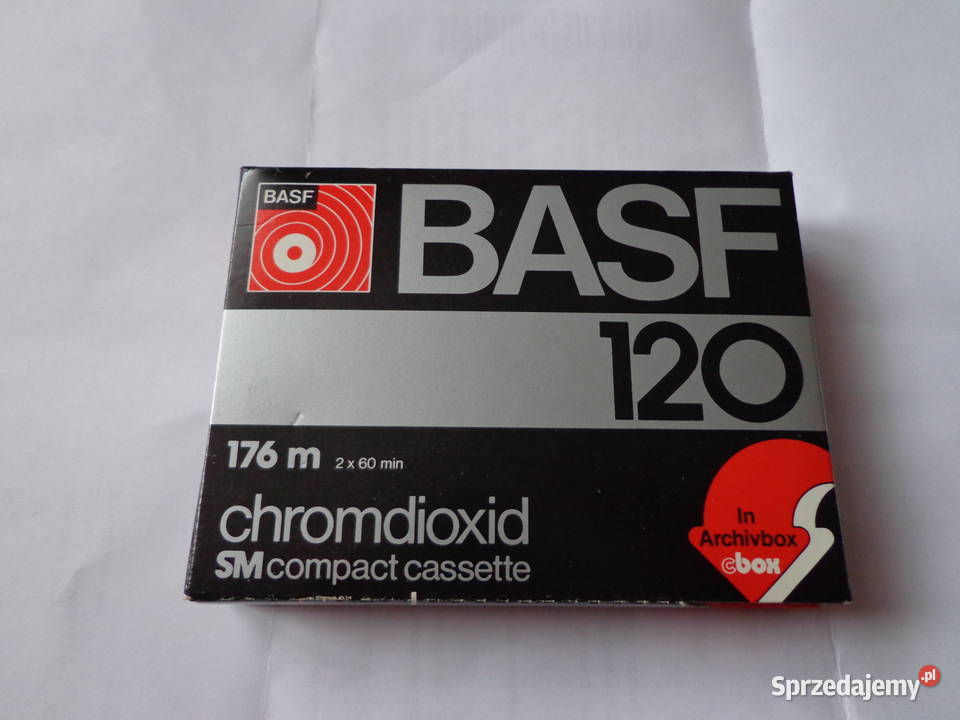 BASF
BASF
120
176 m 2 x 60 min
chromdioxid
SM compact cassette
In
Archivbox
cbox
Sprzedajemy.pl